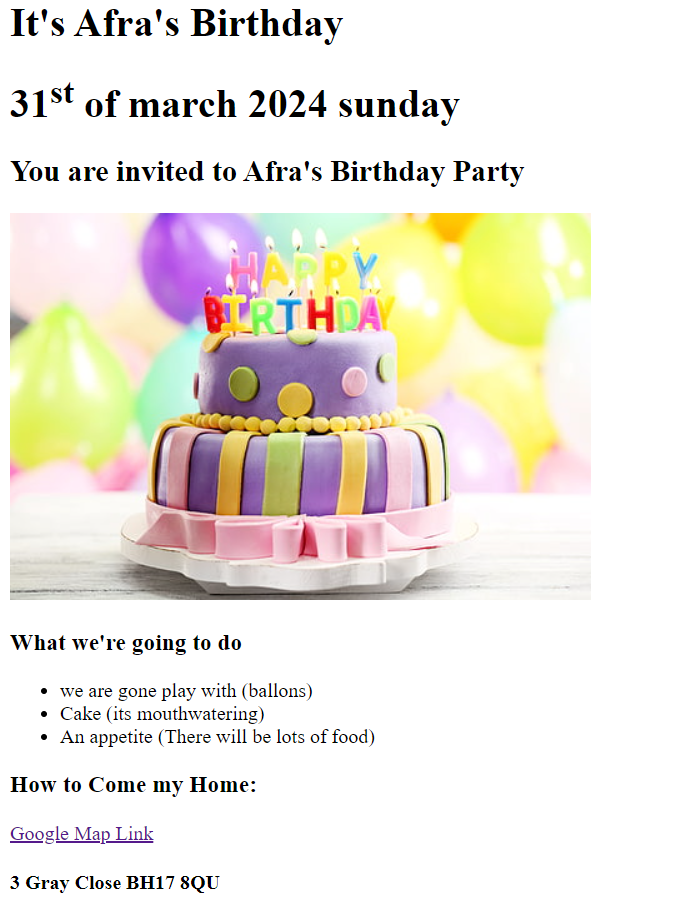 It's Afra's Birthday
31st of march 2024 sunday
You are invited to Afra's Birthday Party
HAPPY
BIRTHDAY
What we're going to do
we are gone play with (ballons)
Cake (its mouthwatering)
An appetite (There will be lots of food)
How to Come my Home:
Google Map Link
3 Gray Close BH17 8QU